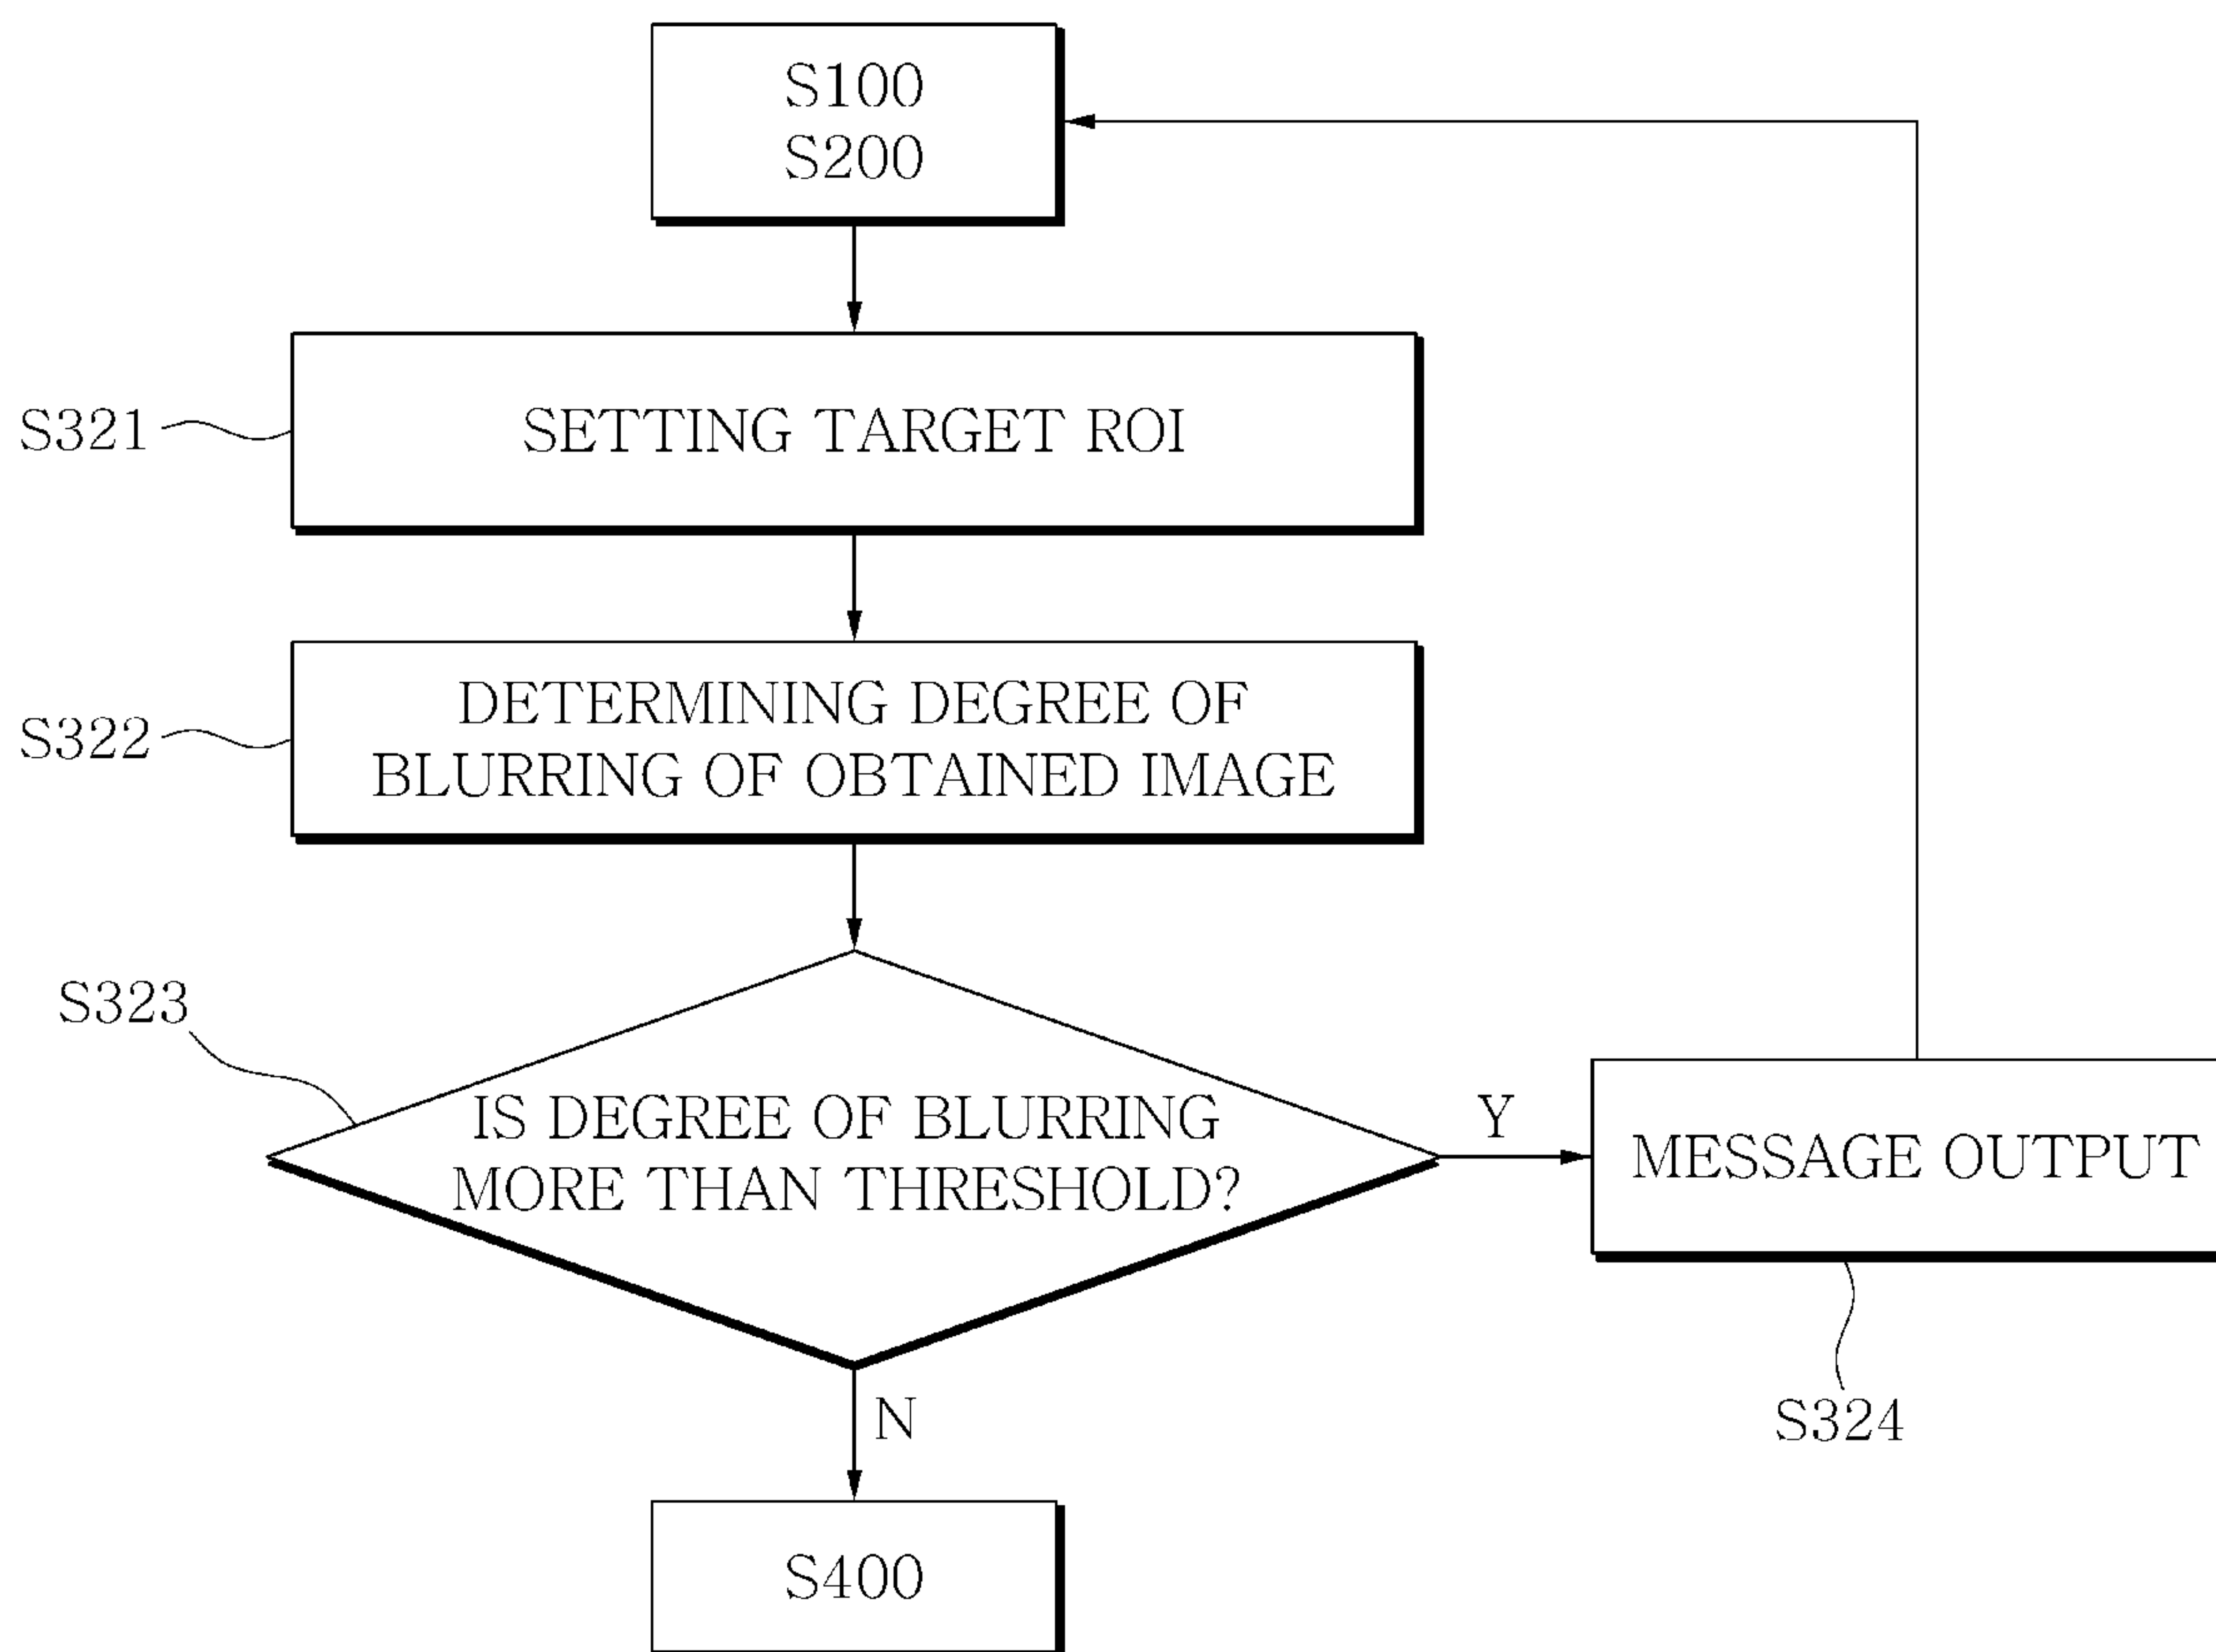 S100
S200
S321
SETTING TARGET ROI
S322
DETERMINING DEGREE OF
BLURRING OF OBTAINED IMAGE
S323
IS DEGREE OF BLURRING
MORE THAN THRESHOLD?
Y
MESSAGE OUTPUT
S324
N
S400